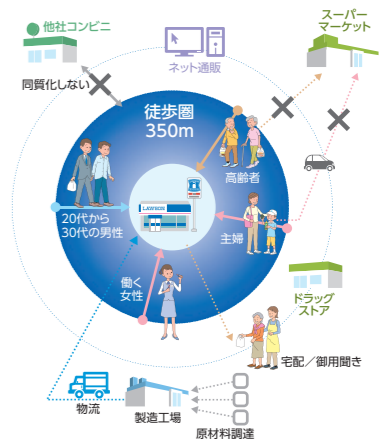 他社コンビニ
スーパー
マーケット
ネット通販
同質化しない
徒歩圏
350m
高齢者
LAWSON
20代から
30代の男性
主婦
働く
女性
ドラッグ
ストア
宅配／御用聞き
物流
製造工場
原材料調達